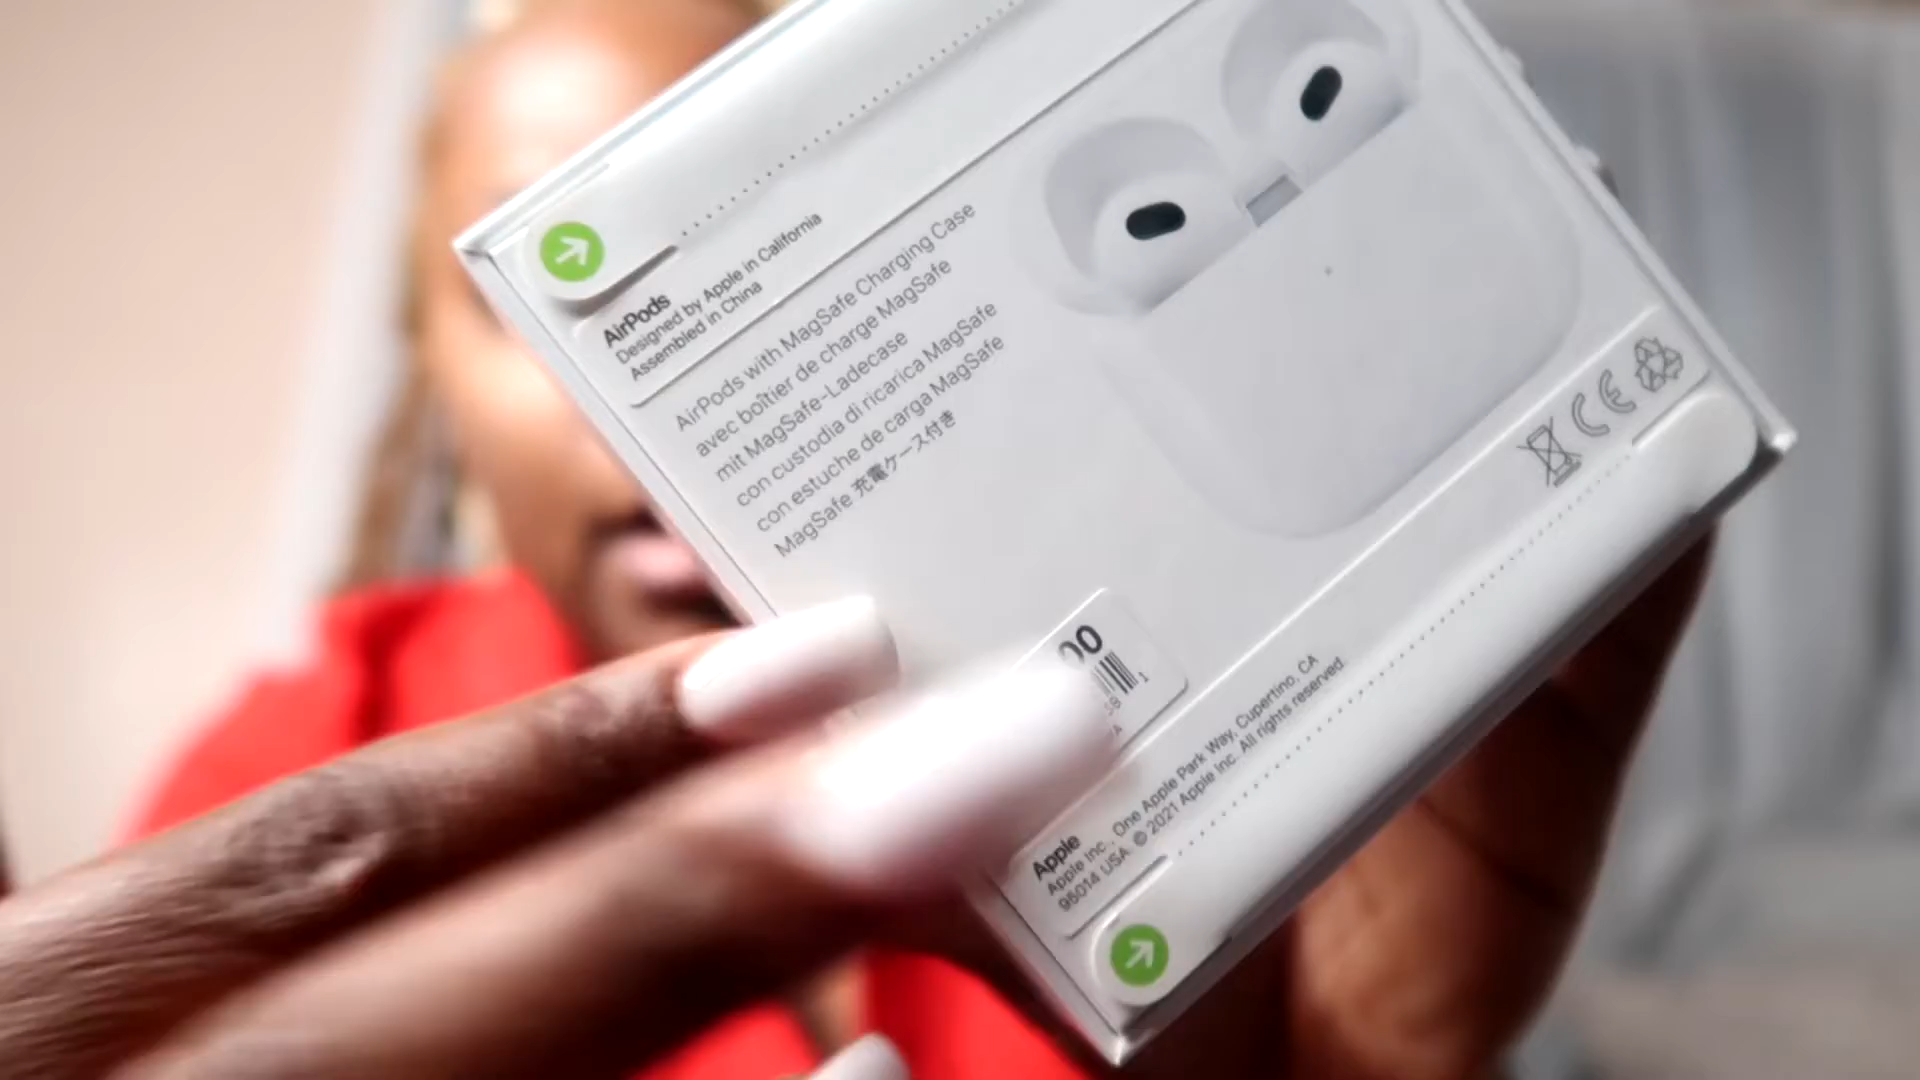 AirPods
Designed by Apple in California
Assembled in China
AirPods with MagSafe Charging Case
avec boîtier de charge MagSafe
mit MagSafe-Ladecase
con custodia di ricarica MagSafe
con estuche de carga MagSafe
MagSafe 充電ケース付き
Apple
Apple Inc., One Apple Park Way, Cupertino, CA
95014 USA. © 2021 Apple Inc. All rights reserved.